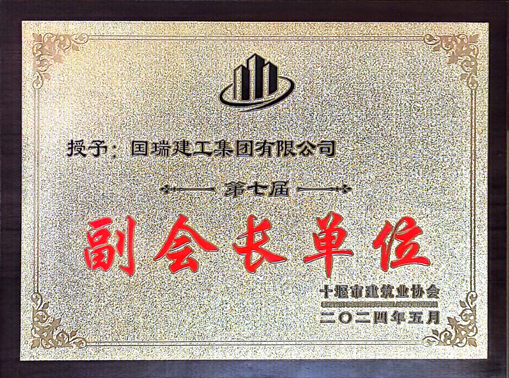 授予：国瑞建工集团有限公司
第七届
副会长单位
十堰市建筑业协会
二〇二四年五月